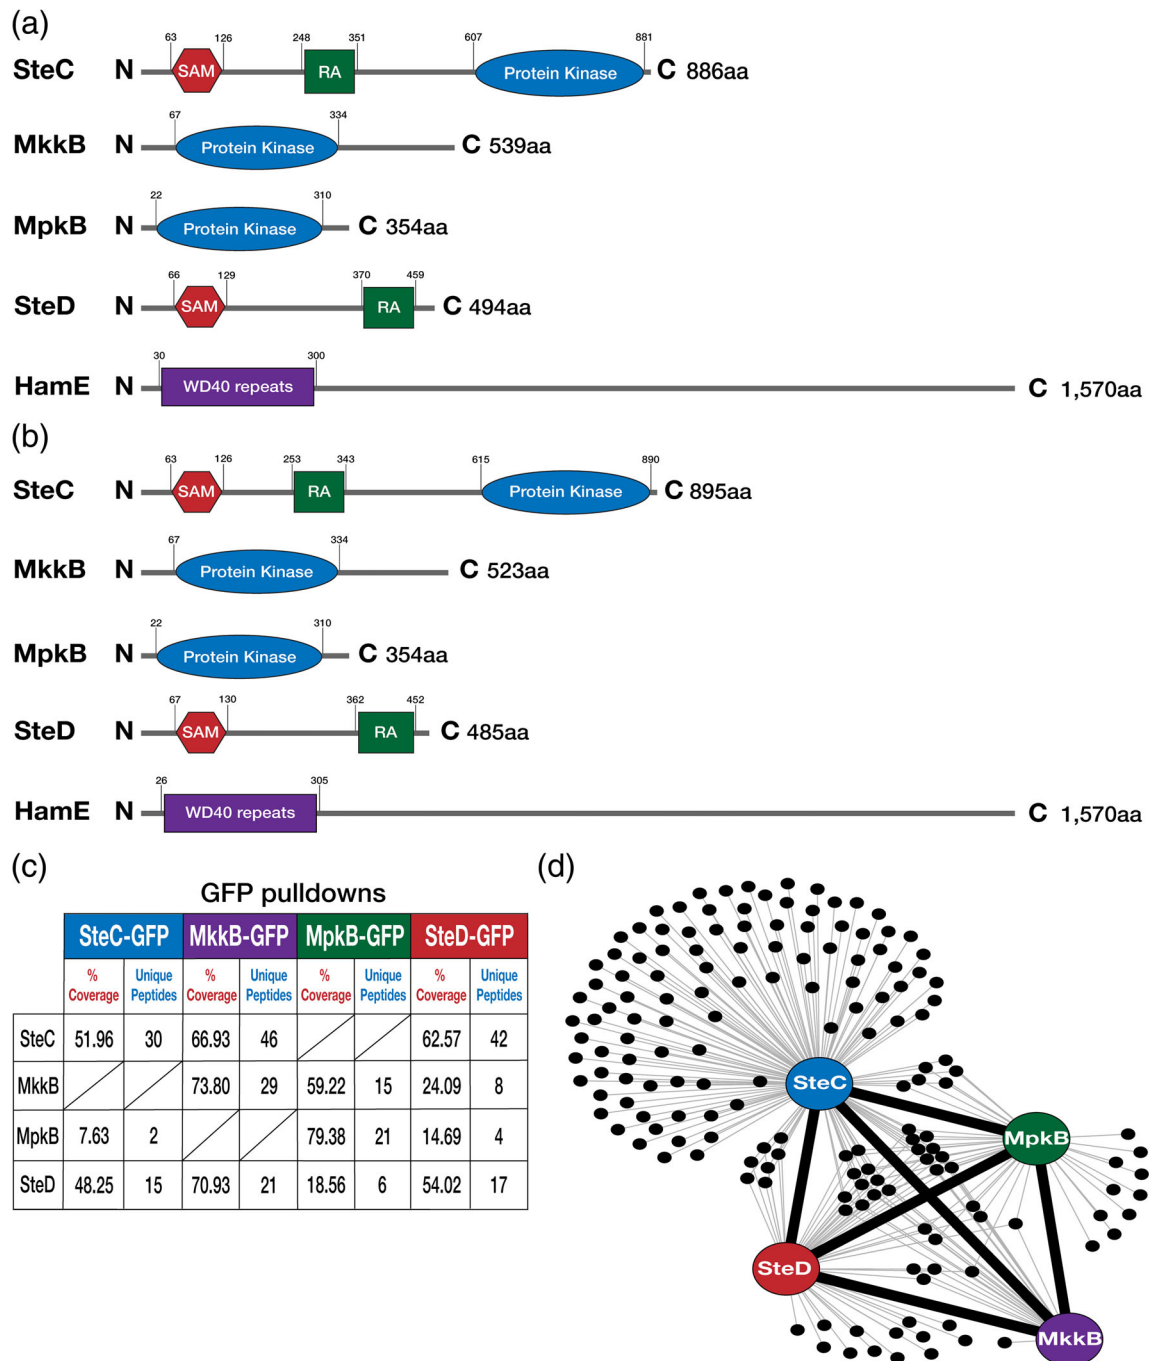 (a)
63 126 248 351 607 881
SteC N SAM RA Protein Kinase C 886aa
67 334
MkkB N Protein Kinase C 539aa
22 310
MpkB N Protein Kinase C 354aa
66 129 370 459
SteD N SAM RA C 494aa
30 300
HamE N WD40 repeats C 1,570aa
(b)
63 126 253 343 615 890
SteC N SAM RA Protein Kinase C 895aa
67 334
MkkB N Protein Kinase C 523aa
22 310
MpkB N Protein Kinase C 354aa
67 130 362 452
SteD N SAM RA C 485aa
26 305
HamE N WD40 repeats C 1,570aa
(c)
GFP pulldowns
SteC-GFP MkkB-GFP MpkB-GFP SteD-GFP
% Unique % Unique % Unique % Unique
Coverage Peptides Coverage Peptides Coverage Peptides Coverage Peptides
SteC 51.96 30 66.93 46 62.57 42
MkkB 73.80 29 59.22 15 24.09 8
MpkB 7.63 2 79.38 21 14.69 4
SteD 48.25 15 70.93 21 18.56 6 54.02 17
(d)
SteC
MpkB
SteD
MkkB